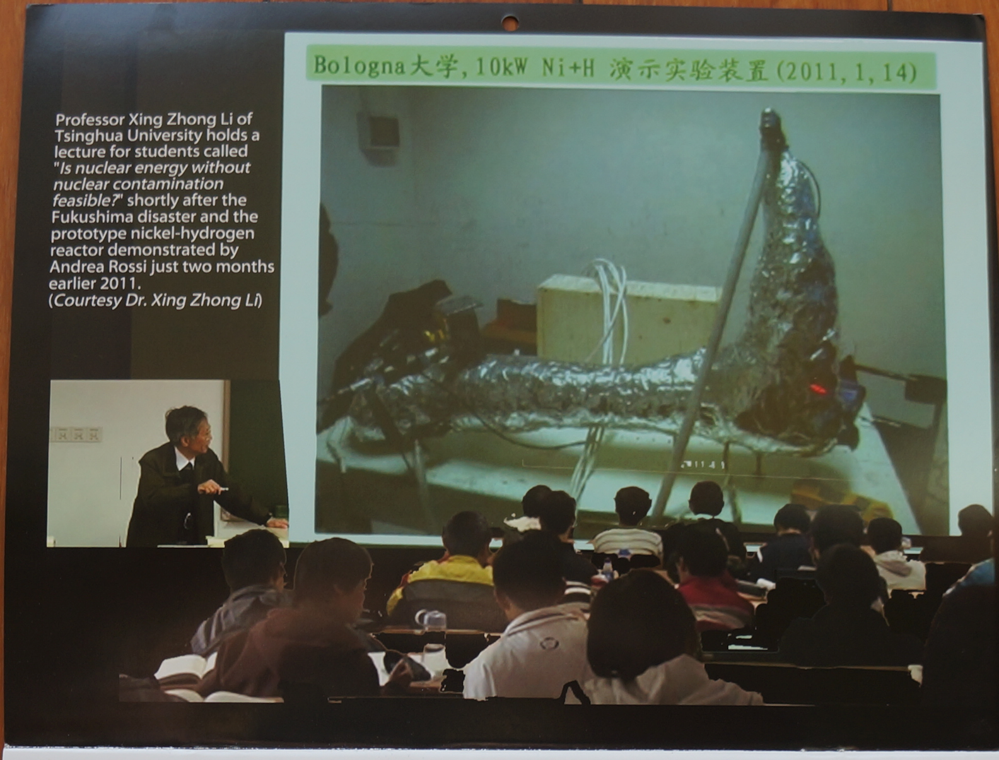 Bologna大学, 10kW Ni+H 演示实验装置(2011, 1, 14)
Professor Xing Zhong Li of
Tsinghua University holds a
lecture for students called
"Is nuclear energy without
nuclear contamination
feasible?" shortly after the
Fukushima disaster and the
prototype nickel-hydrogen
reactor demonstrated by
Andrea Rossi just two months
earlier 2011.
(Courtesy Dr. Xing Zhong Li)